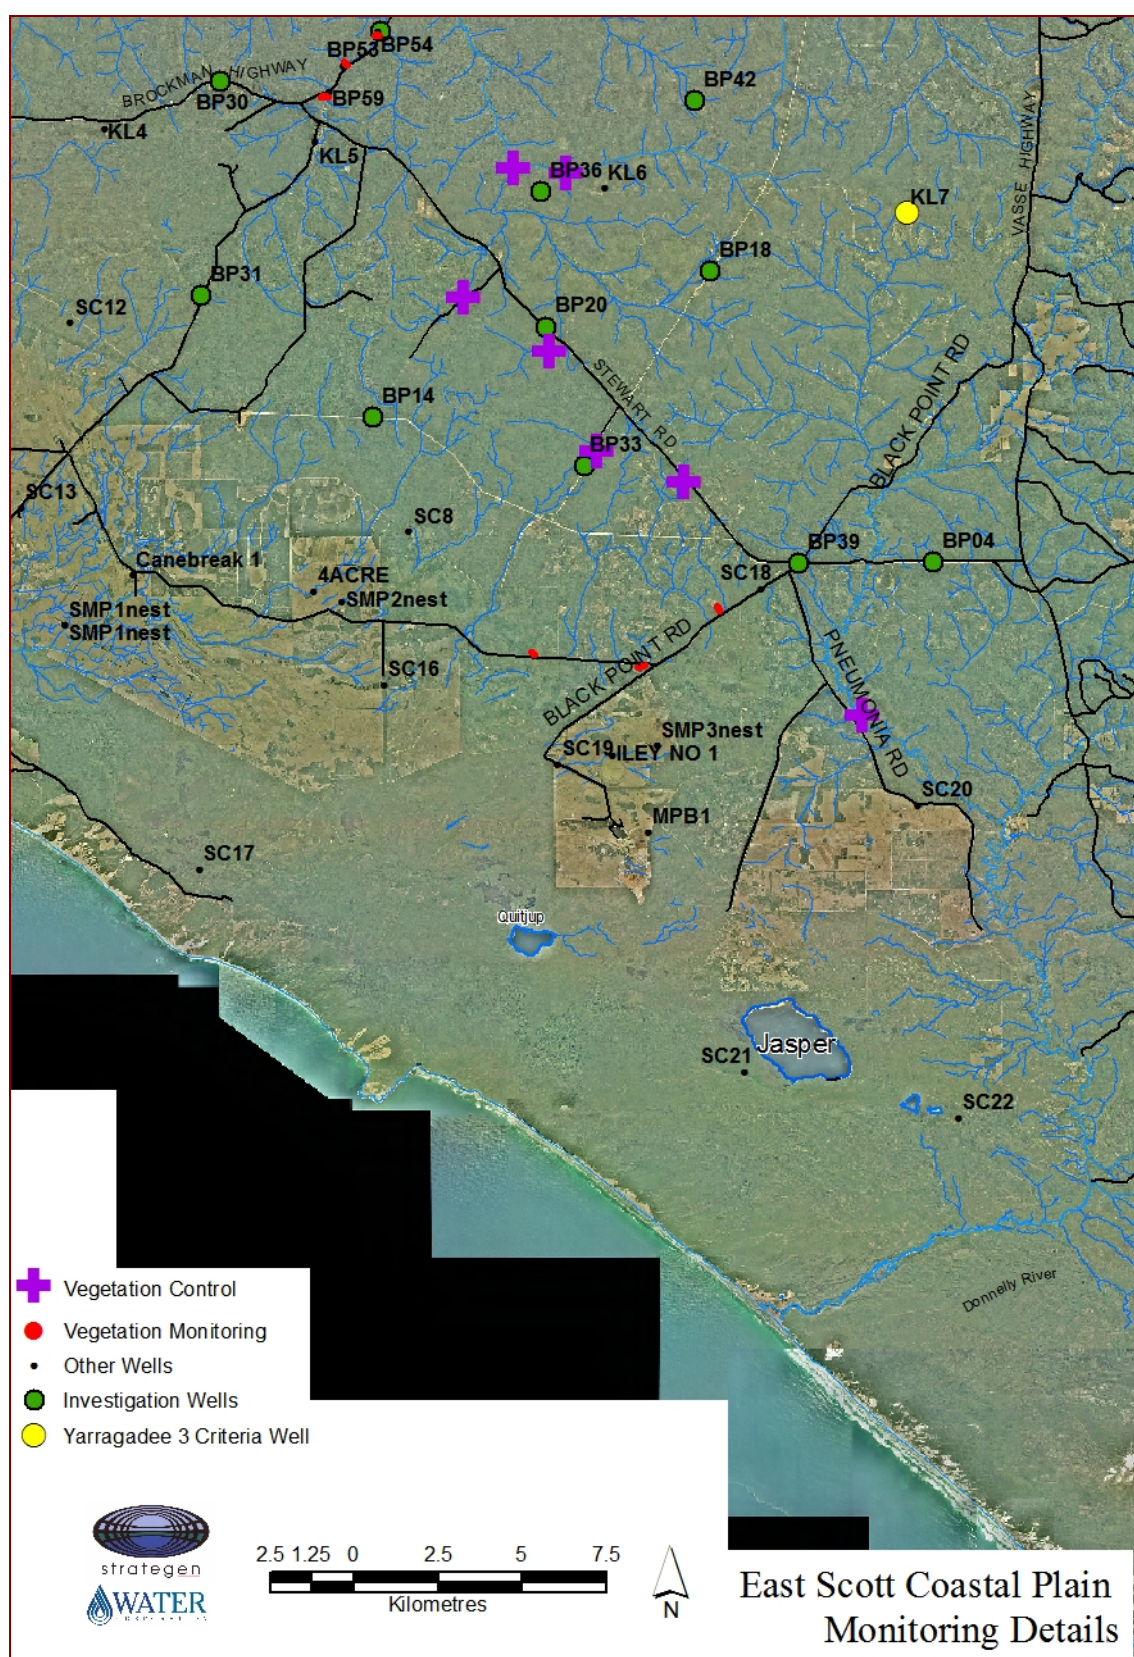 BP54
BP53
BROCKMAN HIGHWAY
BP59
BP30
BP42
KL4
KL5
BP36
KL6
VASSE HIGHWAY
KL7
BP18
BP31
SC12
BP20
BLACK POINT RD
STEWART RD
BP14
BP33
SC13
SC8
BP39
BP04
Canebreak 1
SC18
4ACRE
SMP2nest
SMP1nest
SMP1nest
PNEUMONIA RD
SC16
BLACK POINT RD
SMP3nest
SC19
ILEY NO 1
SC20
MPB1
SC17
Quitjup
Jasper
SC21
SC22
Donnelly River
Vegetation Control
Vegetation Monitoring
Other Wells
Investigation Wells
Yarragadee 3 Criteria Well
strategen
WATER
CORPORATION
2.5 1.25 0 2.5 5 7.5
Kilometres
N
East Scott Coastal Plain
Monitoring Details